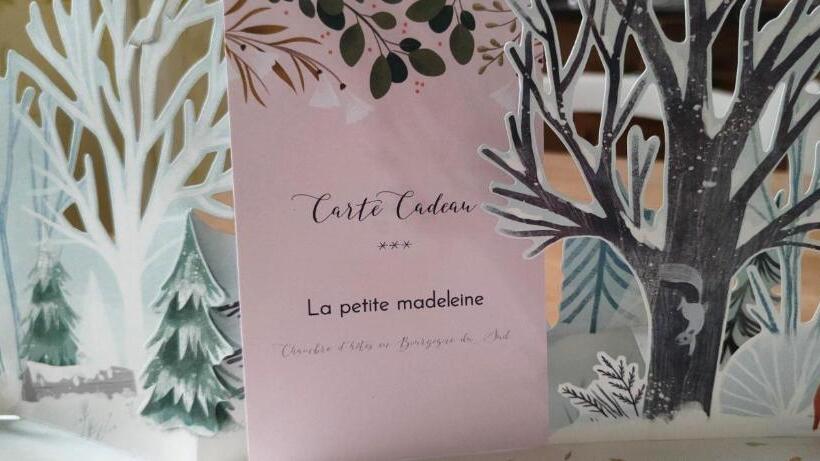 Carte Cadeau
***
La petite madeleine
Chambre d'hôtes en Bourgogne du Sud